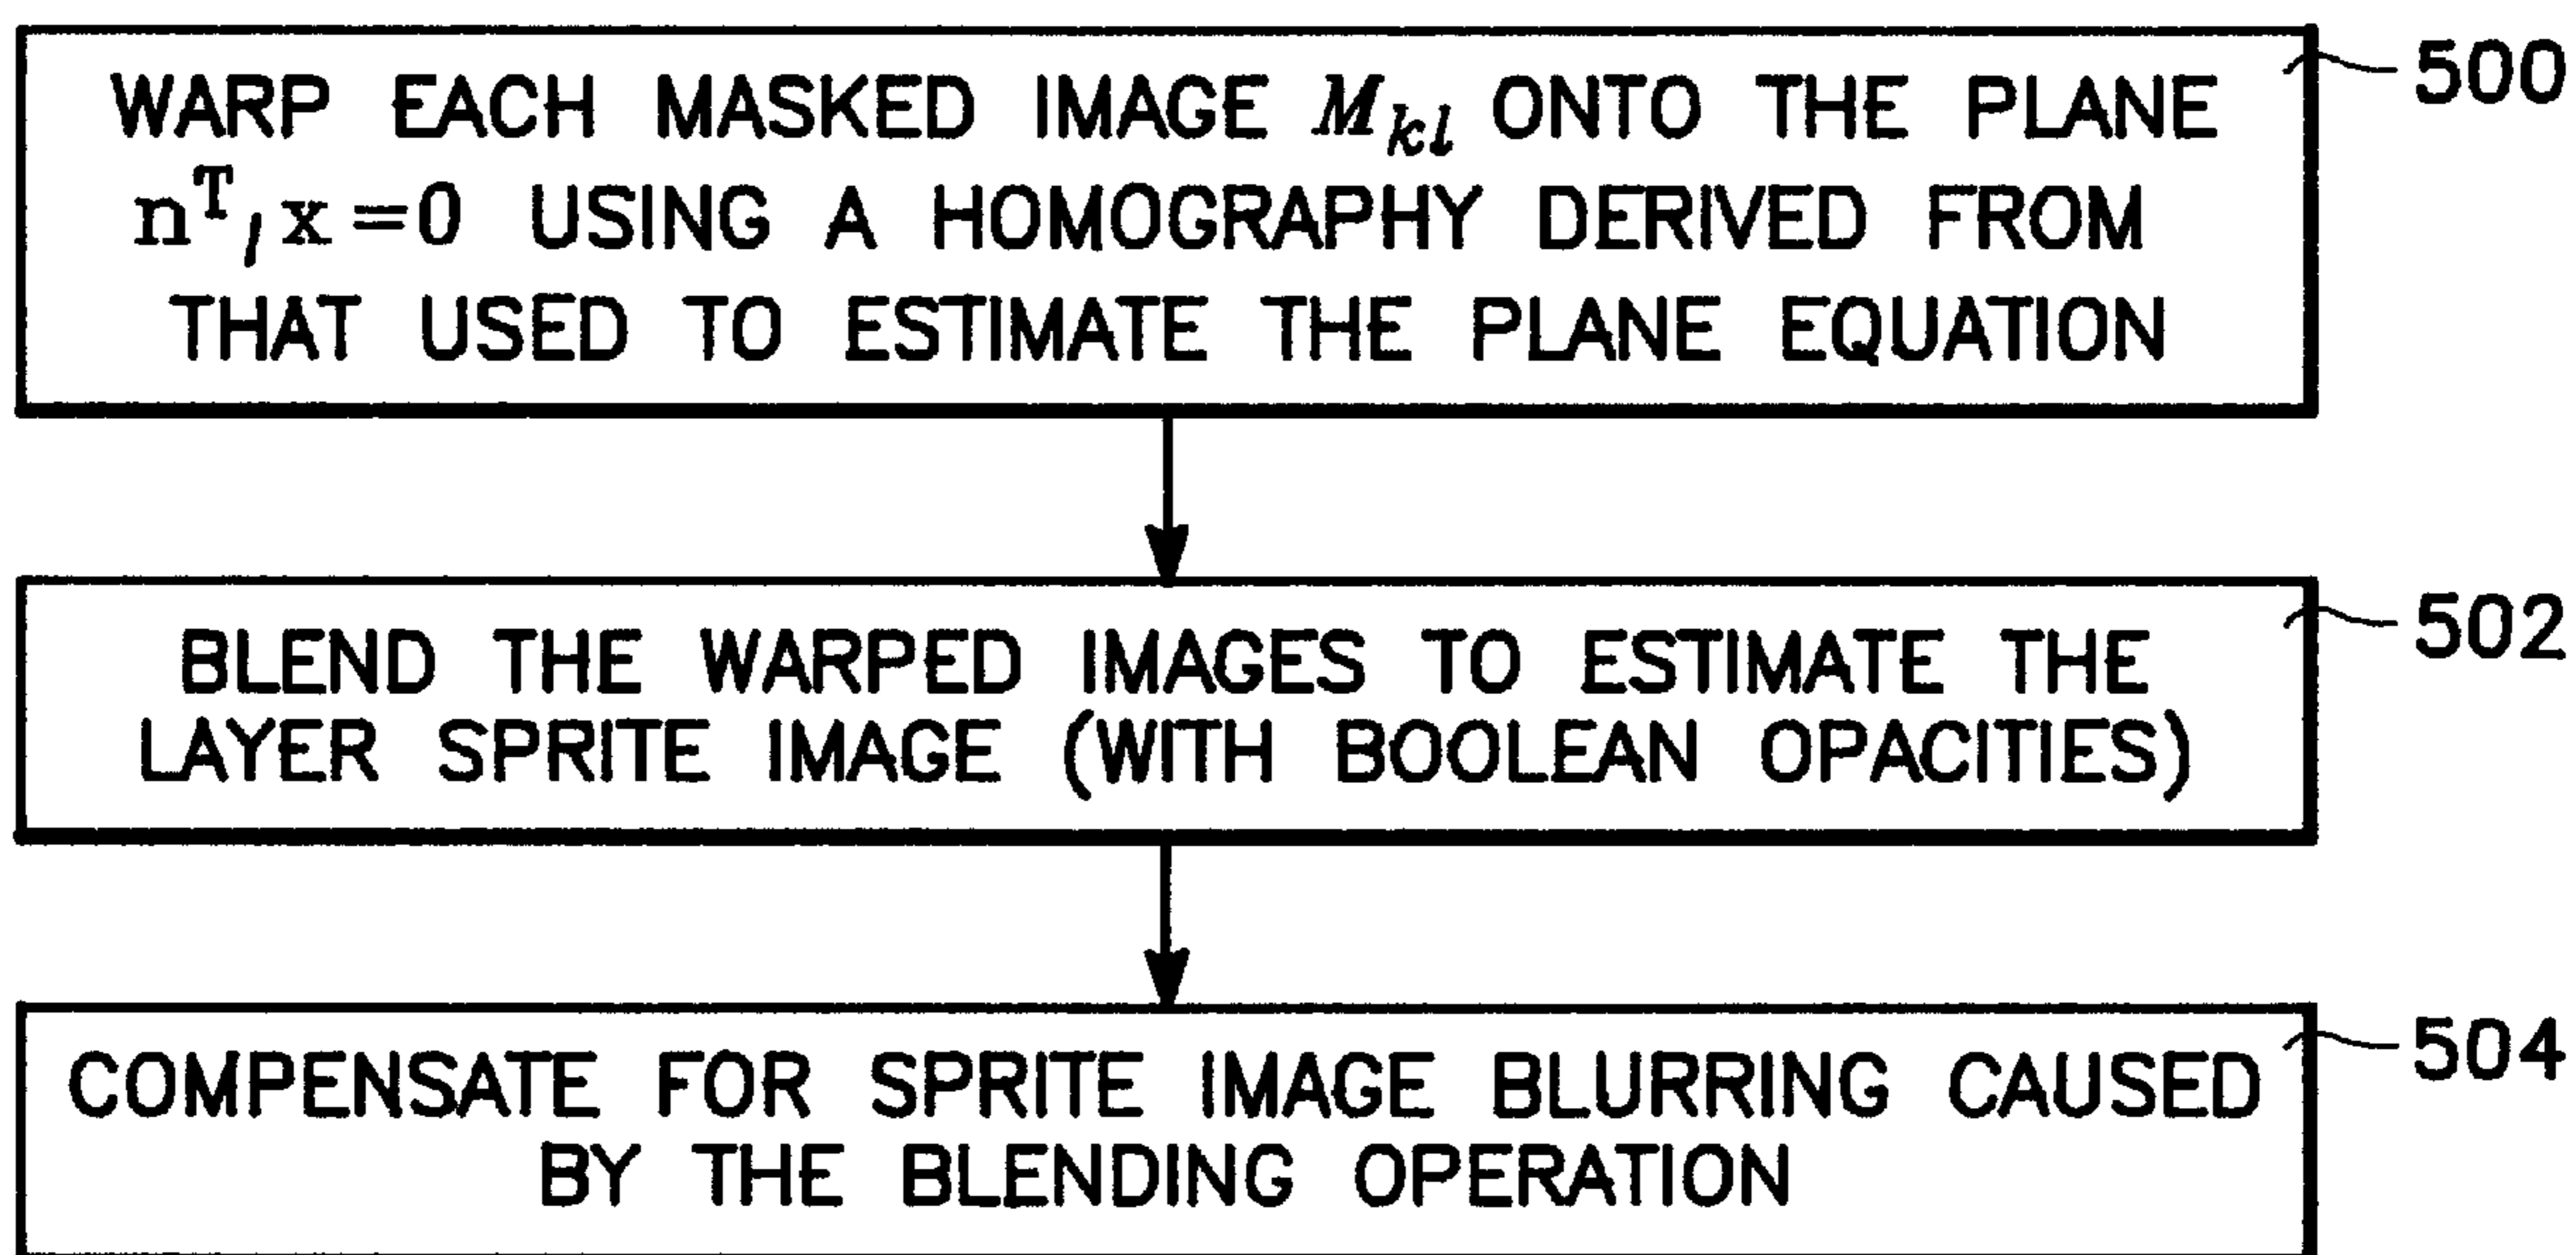 WARP EACH MASKED IMAGE Mkl ONTO THE PLANE
nT,x=0 USING A HOMOGRAPHY DERIVED FROM
THAT USED TO ESTIMATE THE PLANE EQUATION
500
BLEND THE WARPED IMAGES TO ESTIMATE THE
LAYER SPRITE IMAGE (WITH BOOLEAN OPACITIES)
502
COMPENSATE FOR SPRITE IMAGE BLURRING CAUSED
BY THE BLENDING OPERATION
504